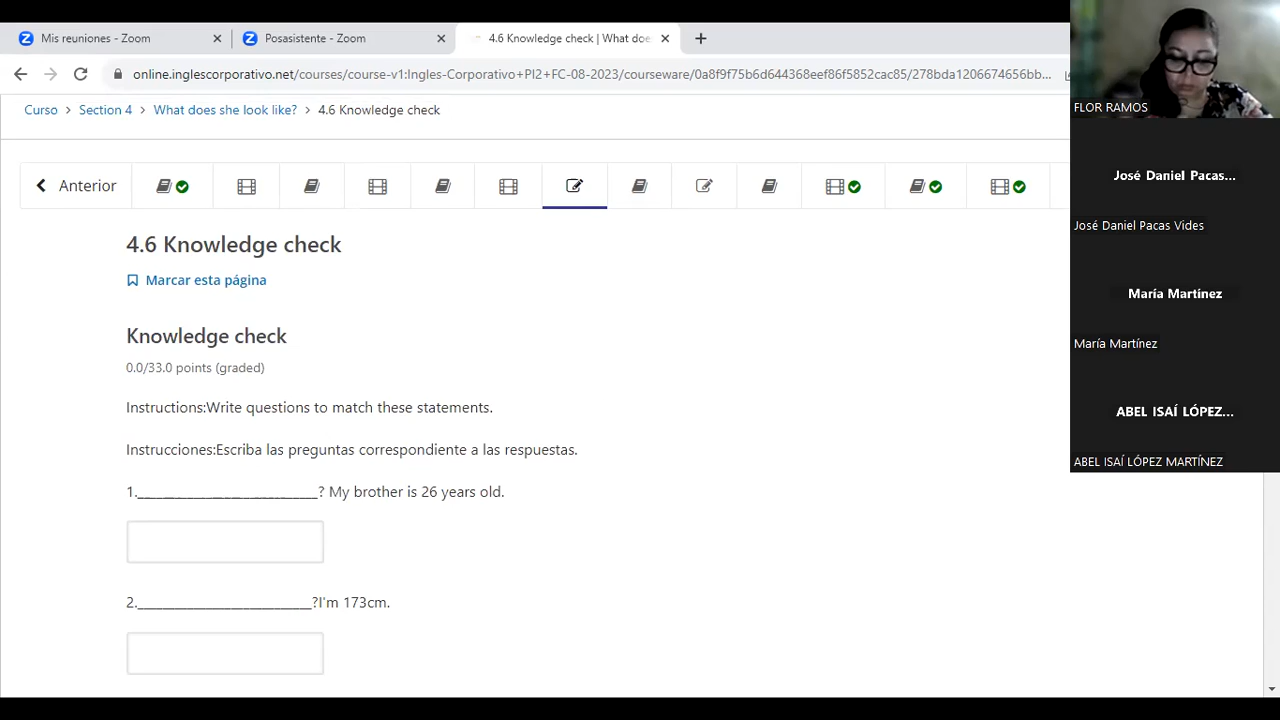 Mis reuniones - Zoom
Posasistente - Zoom
4.6 Knowledge check | What doe
online.inglescorporativo.net/courses/course-v1:Ingles-Corporativo+PI2+FC-08-2023/courseware/0a8f9f75b6d644368eef86f5852cac85/278bda1206674656bb...
Curso > Section 4 > What does she look like? > 4.6 Knowledge check
Anterior
4.6 Knowledge check
Marcar esta página
Knowledge check
0.0/33.0 points (graded)
Instructions:Write questions to match these statements.
Instrucciones:Escriba las preguntas correspondiente a las respuestas.
1.__________________________? My brother is 26 years old.
2._________________________?I'm 173cm.
FLOR RAMOS
José Daniel Pacas...
José Daniel Pacas Vides
María Martínez
María Martínez
ABEL ISAÍ LÓPEZ...
ABEL ISAÍ LÓPEZ MARTÍNEZ